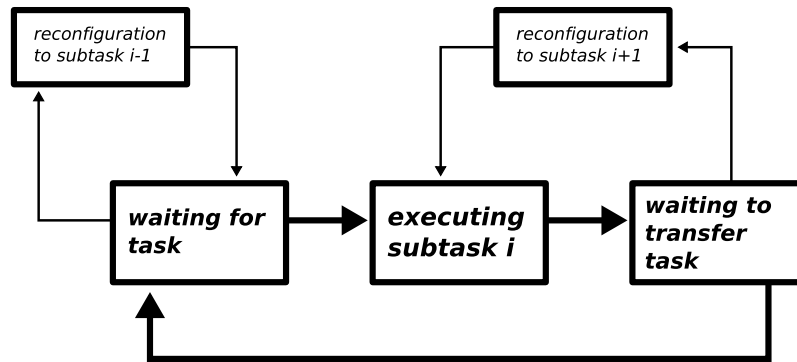 reconfiguration
to subtask i-1
reconfiguration
to subtask i+1
waiting for
task
executing
subtask i
waiting to
transfer
task